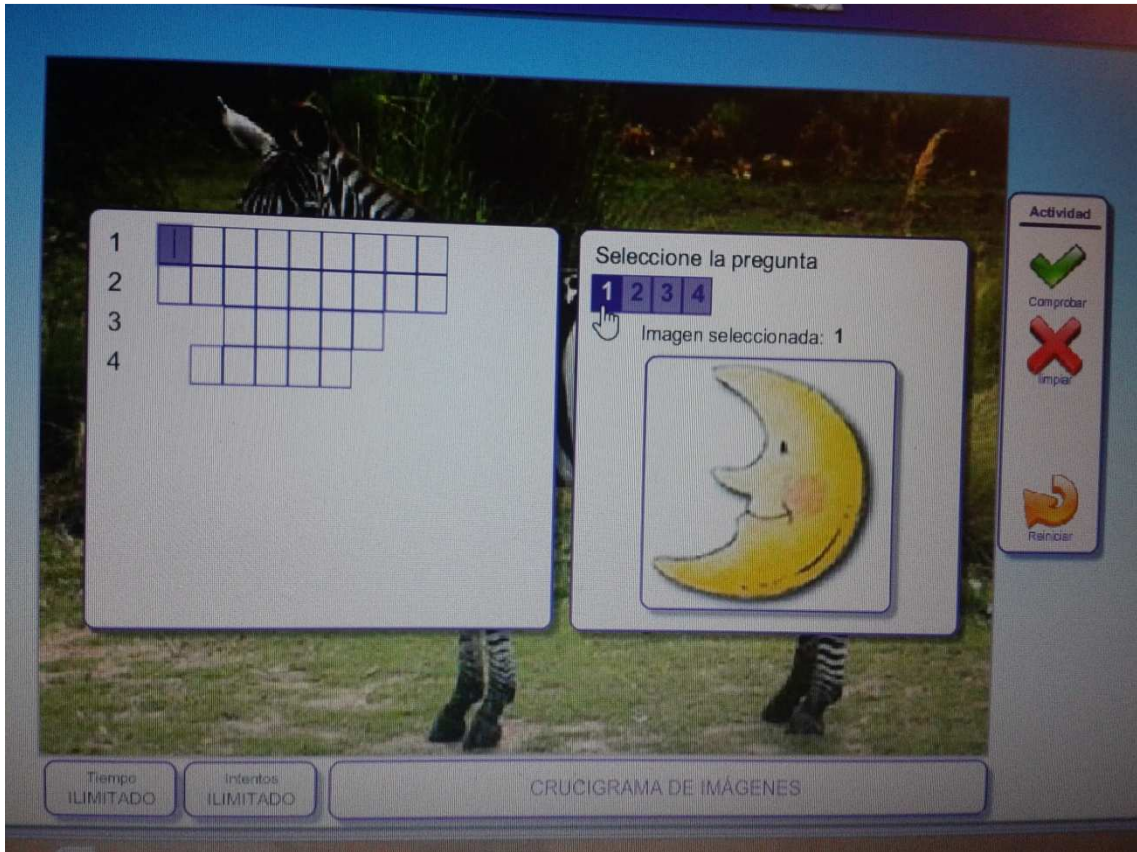 1
2
3
4
Seleccione la pregunta
1 2 3 4
Imagen seleccionada: 1
Actividad
Comprobar
limpiar
Reiniciar
Tiempo
ILIMITADO
Intentos
ILIMITADO
CRUCIGRAMA DE IMÁGENES